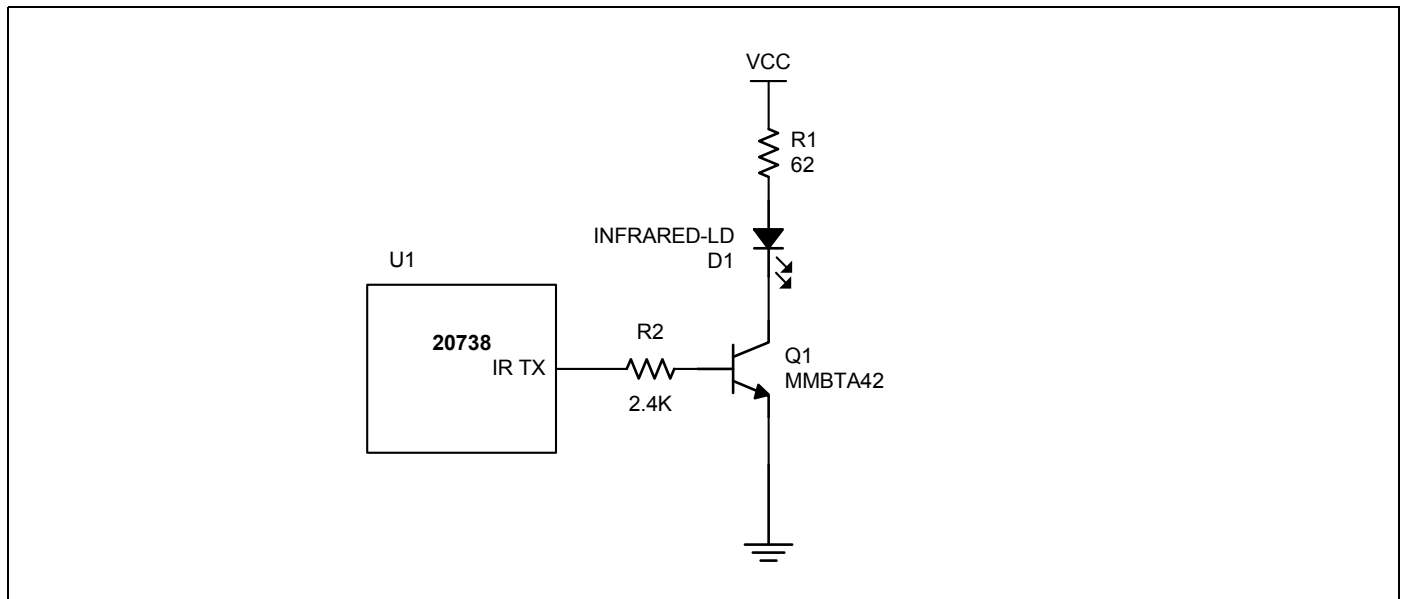 VCC
R1
62
INFRARED-LD
D1
U1
20738
IR TX
R2
2.4K
Q1
MMBTA42